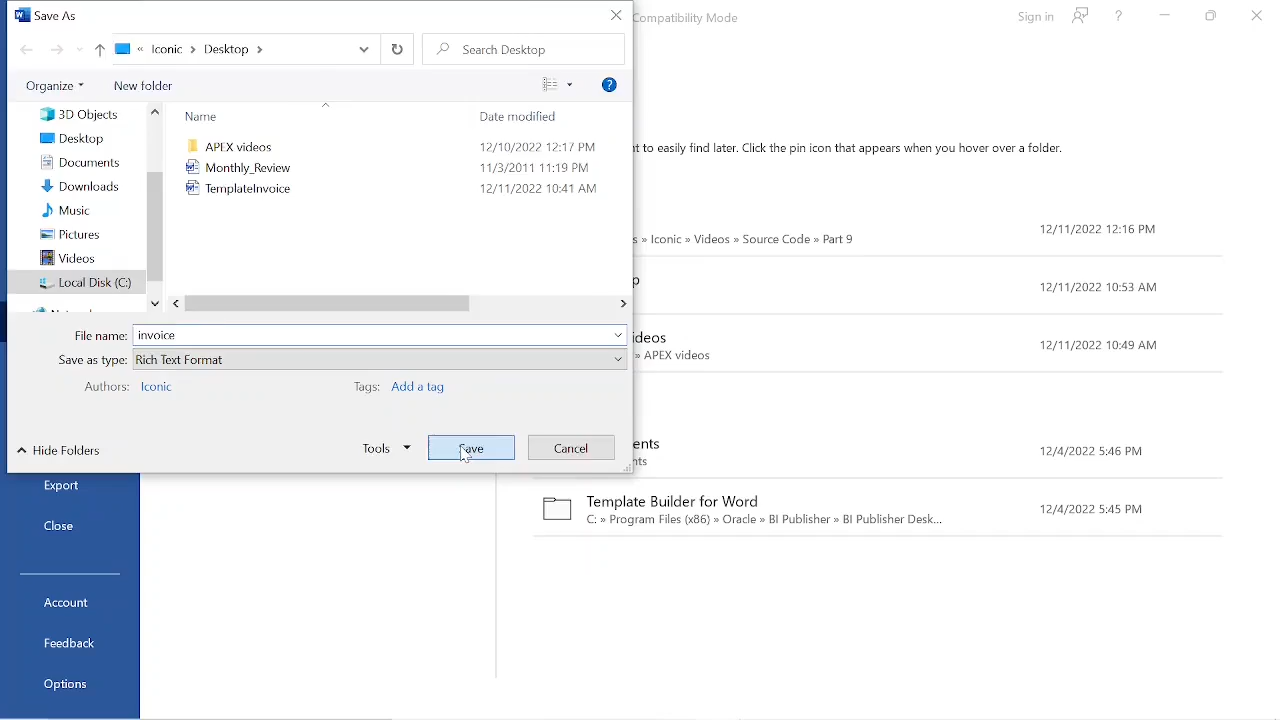 Save As
Compatibility Mode
Sign in
?
« Iconic > Desktop >
Search Desktop
Organize
New folder
?
3D Objects
Desktop
Documents
Downloads
Music
Pictures
Videos
Local Disk (C:)
Name
Date modified
APEX videos
12/10/2022 12:17 PM
Monthly_Review
11/3/2011 11:19 PM
TemplateInvoice
12/11/2022 10:41 AM
File name: invoice
Save as type: Rich Text Format
Authors: Iconic
Tags: Add a tag
Hide Folders
Tools
Save
Cancel
to easily find later. Click the pin icon that appears when you hover over a folder.
» Iconic » Videos » Source Code » Part 9
12/11/2022 12:16 PM
12/11/2022 10:53 AM
ideos
» APEX videos
12/11/2022 10:49 AM
ents
nts
12/4/2022 5:46 PM
Template Builder for Word
C: » Program Files (x86) » Oracle » BI Publisher » BI Publisher Desk...
12/4/2022 5:45 PM
Export
Close
Account
Feedback
Options